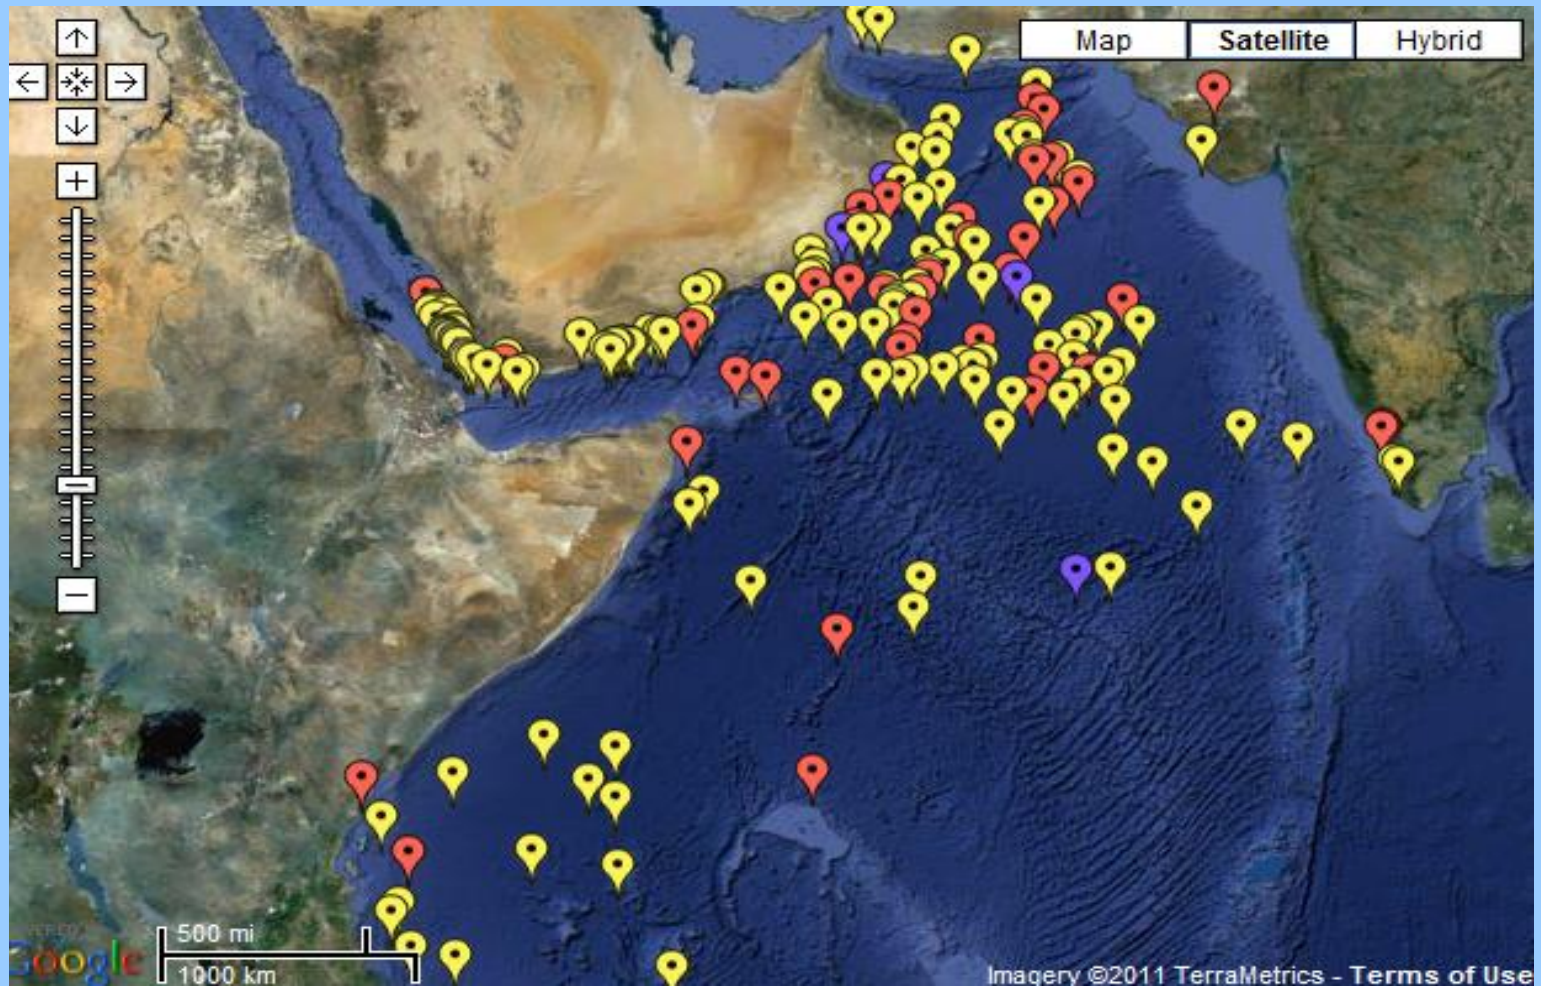 Map
Satellite
Hybrid
500 mi
1000 km
Google
Imagery ©2011 TerraMetrics - Terms of Use